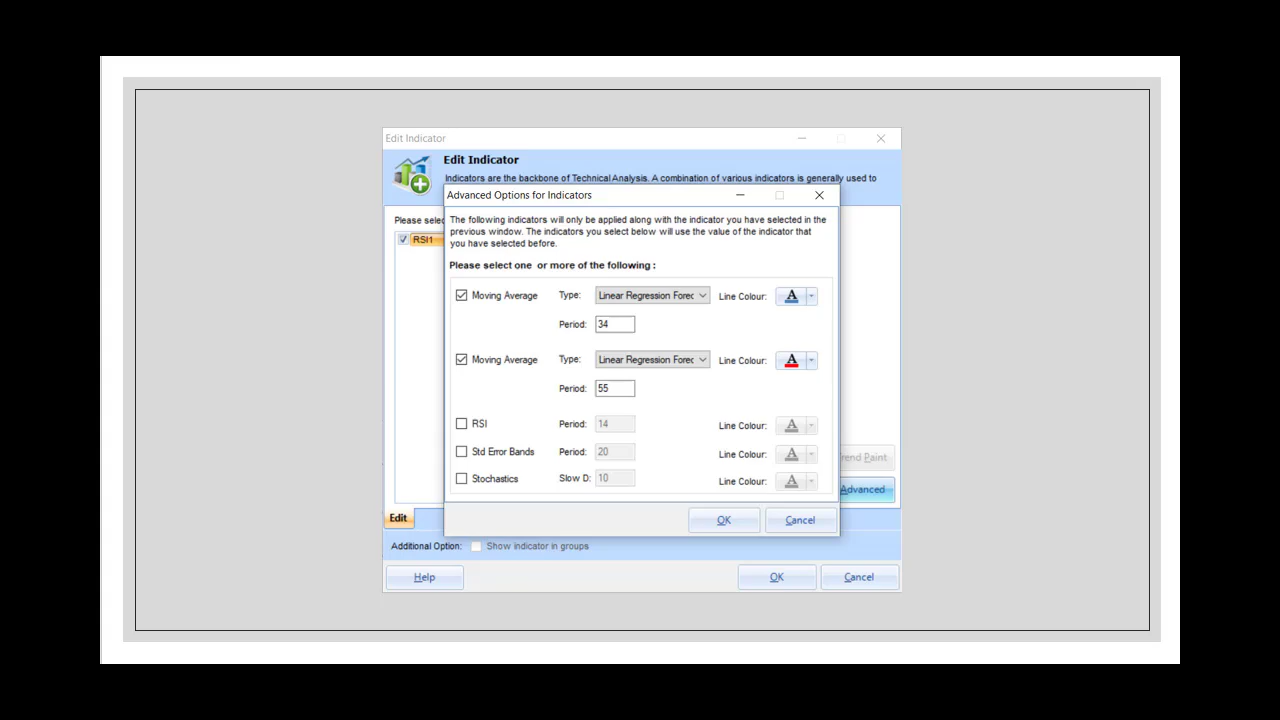 Edit Indicator
Edit Indicator
Indicators are the backbone of Technical Analysis. A combination of various indicators is generally used to
Advanced Options for Indicators
The following indicators will only be applied along with the indicator you have selected in the
previous window. The indicators you select below will use the value of the indicator that
you have selected before.
Please select one or more of the following :
Please
RSI1
Moving Average Type: Linear Regression Forec Line Colour: A
Period: 34
Moving Average Type: Linear Regression Forec Line Colour: A
Period: 55
RSI Period: 14 Line Colour: A
Std Error Bands Period: 20 Line Colour: A
Stochastics Slow D: 10 Line Colour: A
OK Cancel
Paint
Advanced
Edit
Additional Option: Show indicator in groups
Help OK Cancel